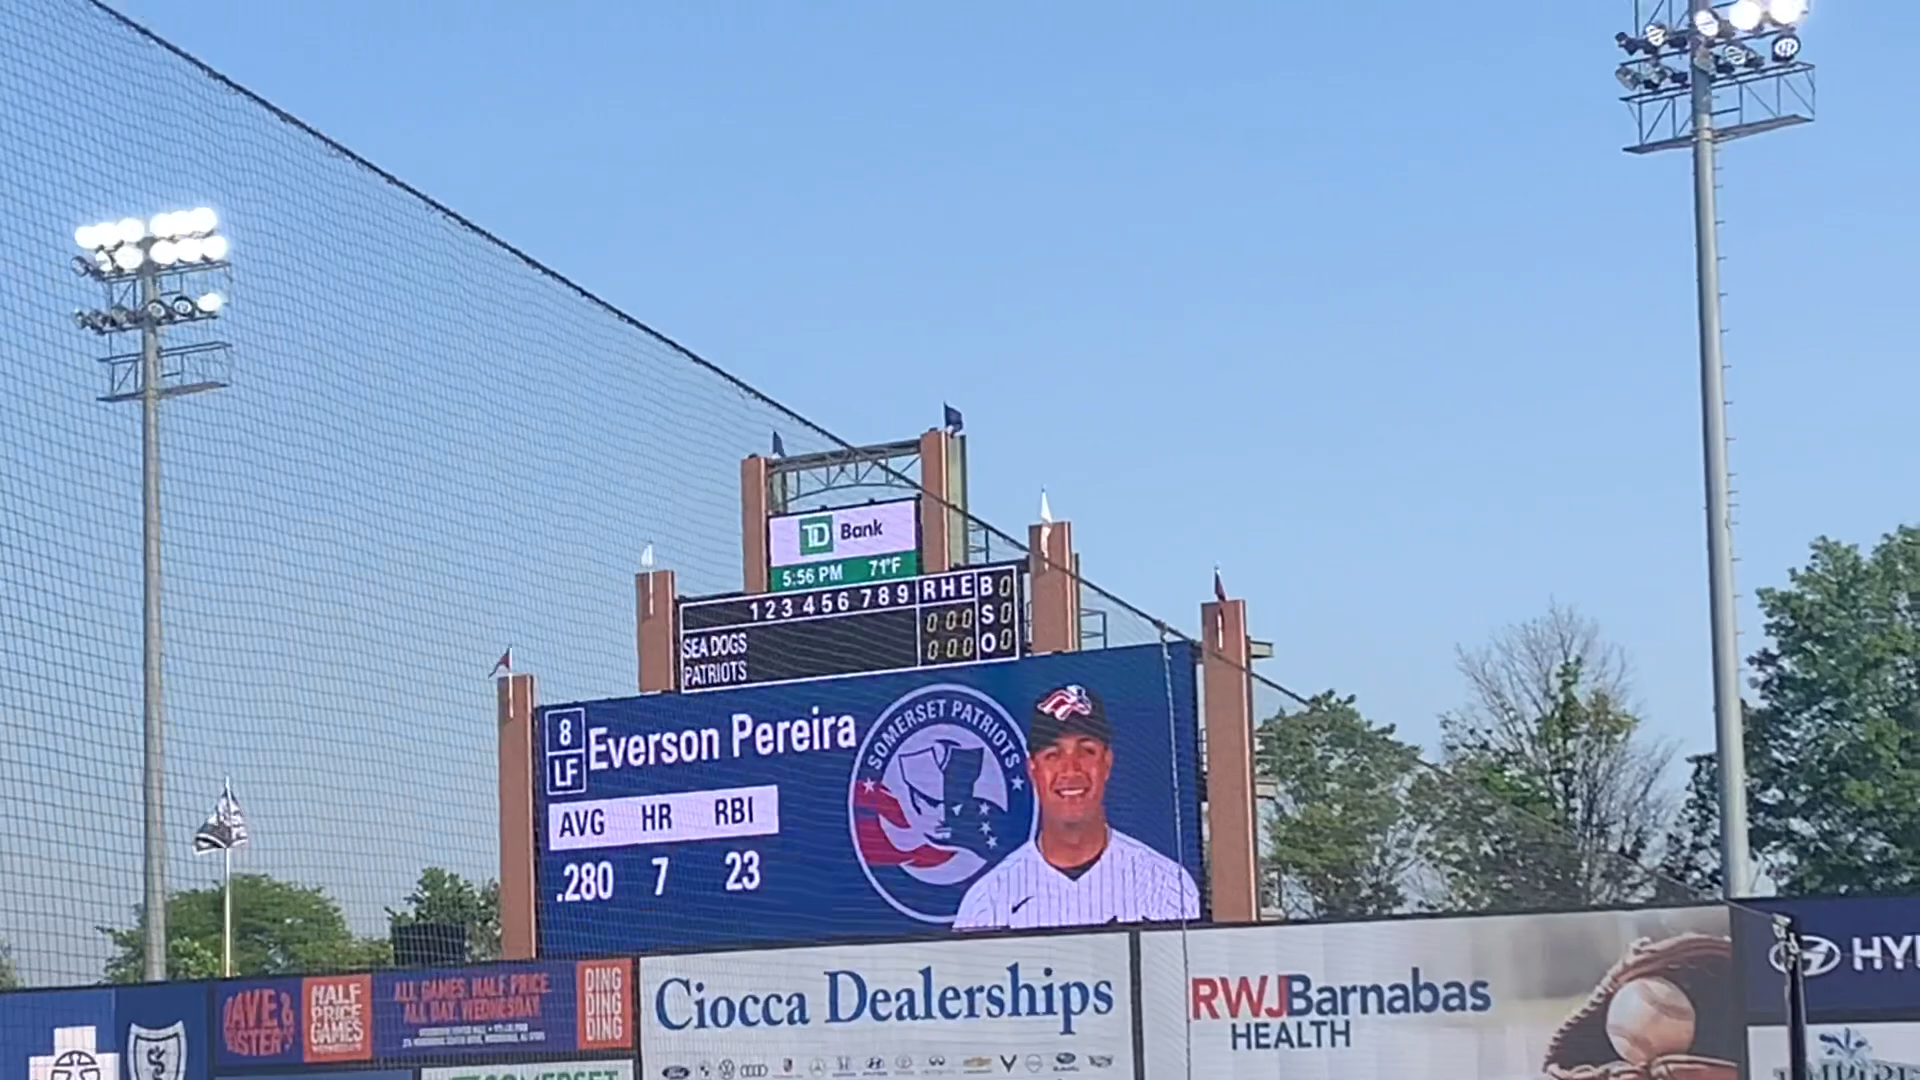 TD Bank
5:56 PM 71°F
1 2 3 4 5 6 7 8 9 R H E B 0
SEA DOGS 0 0 0 S 0
PATRIOTS 0 0 0 O 0
8
LF
Everson Pereira
AVG HR RBI
.280 7 23
SOMERSET PATRIOTS
HALF
PRICE
GAMES
ALL GAMES. HALF PRICE.
ALL DAY. WEDNESDAY.
DING
DING
DING
Ciocca Dealerships
RWJBarnabas
HEALTH
HY
SOMERSET